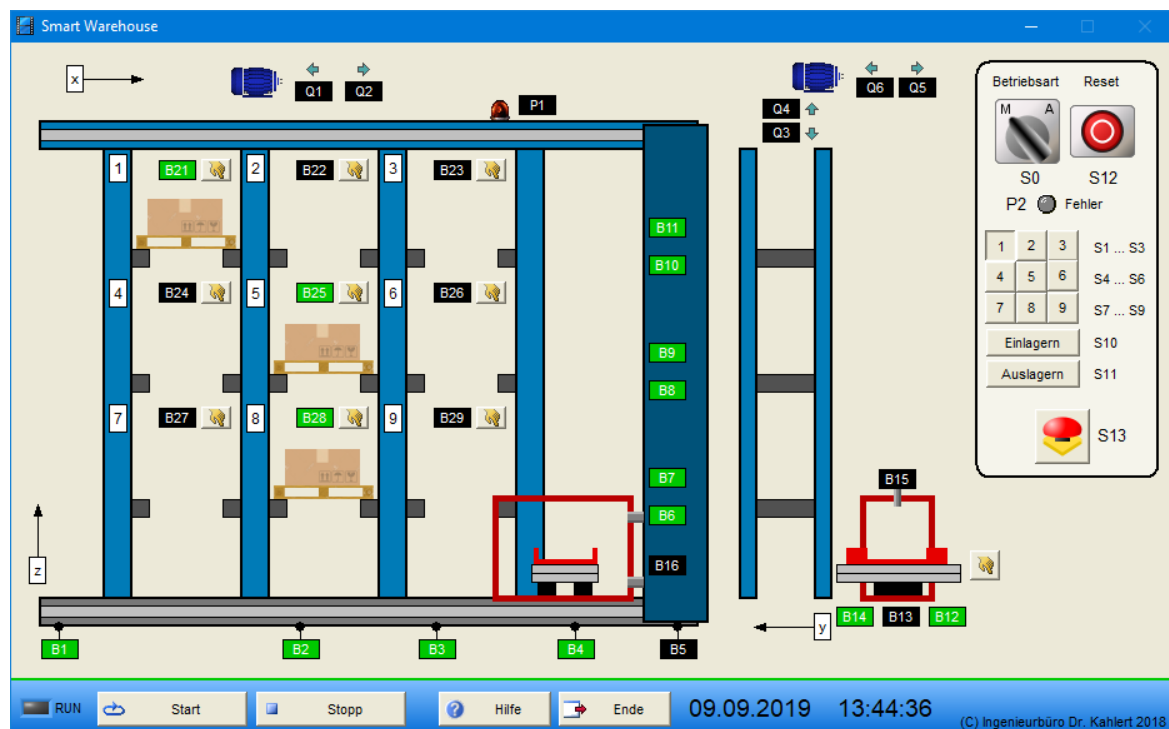 Smart Warehouse
x
Q1 Q2
P1
Q6 Q5
Q4
Q3
Betriebsart Reset
M A
S0 S12
P2 Fehler
1 B21 2 B22 3 B23
4 B24 5 B25 6 B26
7 B27 8 B28 9 B29
B11
B10
B9
B8
B7
B6
B16
B15
1 2 3 S1 ... S3
4 5 6 S4 ... S6
7 8 9 S7 ... S9
Einlagern S10
Auslagern S11
S13
z
B14 B13 B12
y
B1 B2 B3 B4 B5
RUN Start Stopp Hilfe Ende 09.09.2019 13:44:36
(C) Ingenieurbüro Dr. Kahlert 2018